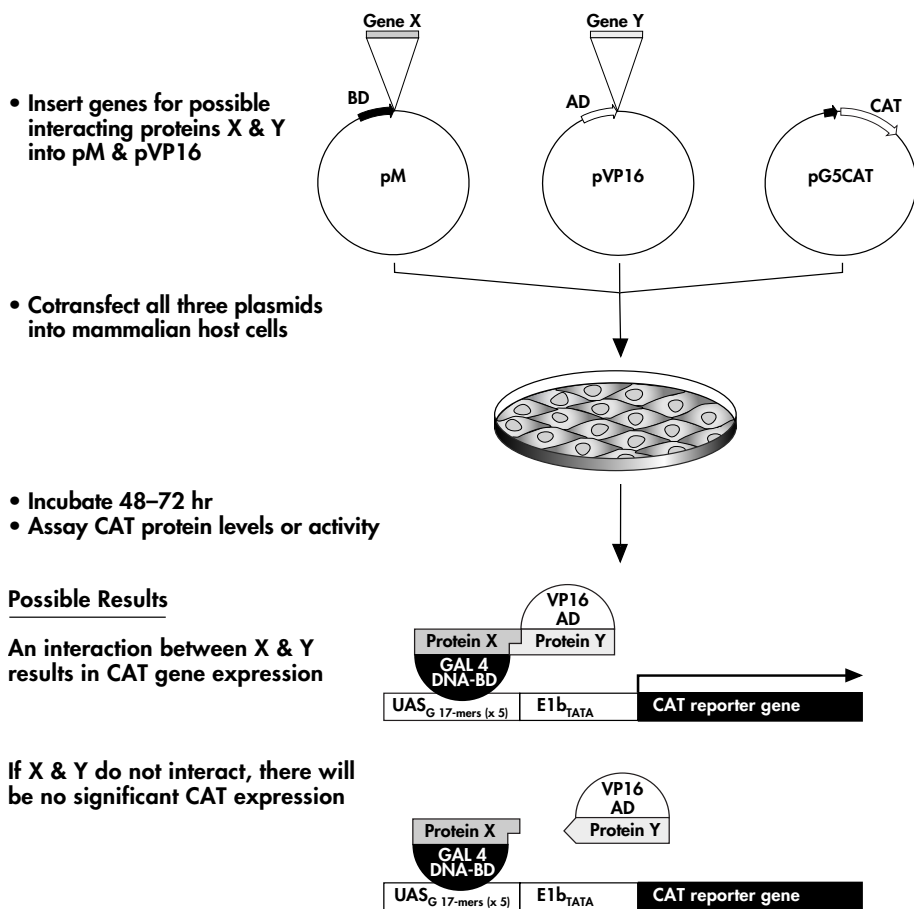 Gene X
Gene Y
BD
AD
CAT
• Insert genes for possible
interacting proteins X & Y
into pM & pVP16
pM
pVP16
pG5CAT
• Cotransfect all three plasmids
into mammalian host cells
• Incubate 48–72 hr
• Assay CAT protein levels or activity
Possible Results
An interaction between X & Y
results in CAT gene expression
VP16
AD
Protein X
Protein Y
GAL 4
DNA-BD
UASG 17-mers (x 5)
E1bTATA
CAT reporter gene
If X & Y do not interact, there will
be no significant CAT expression
VP16
AD
Protein X
Protein Y
GAL 4
DNA-BD
UASG 17-mers (x 5)
E1bTATA
CAT reporter gene